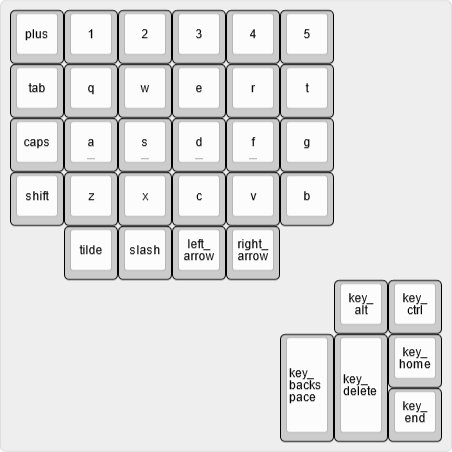 plus 1 2 3 4 5
tab q w e r t
caps a s d f g
_ _ _ _
shift z x c v b
tilde slash left_ right_
arrow arrow
key_ key_
alt ctrl
key_
home
key_
backs
pace
key_
delete
key_
end